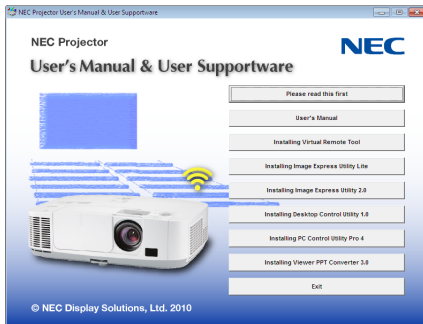 NEC Projector User's Manual & User Supportware
NEC Projector
NEC
User's Manual & User Supportware
Please read this first
User's Manual
Installing Virtual Remote Tool
Installing Image Express Utility Lite
Installing Image Express Utility 2.0
Installing Desktop Control Utility 1.0
Installing PC Control Utility Pro 4
Installing Viewer PPT Converter 3.0
Exit
© NEC Display Solutions, Ltd. 2010